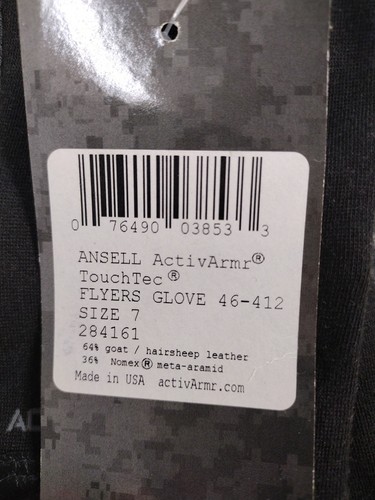 0 76490 03853 3
ANSELL ActivArmr®
TouchTec®
FLYERS GLOVE 46-412
SIZE 7
284161
64% goat / hairsheep leather
36% Nomex® meta-aramid
Made in USA activArmr.com